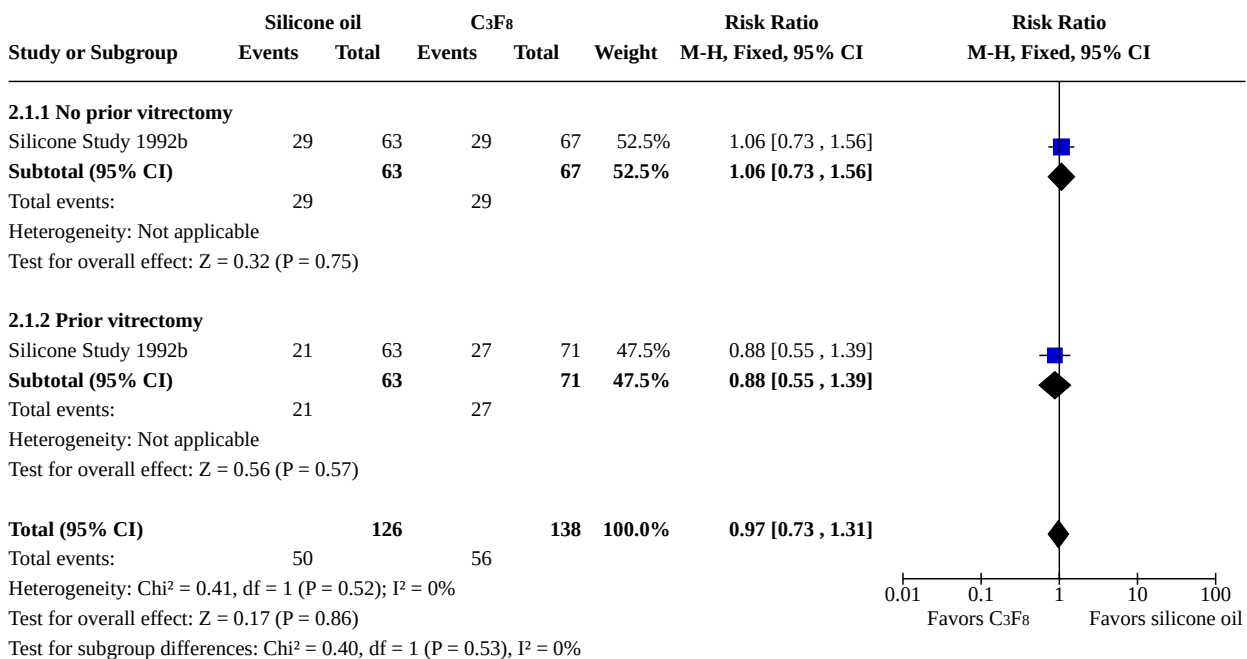 Silicone oil C₃F₈ Risk Ratio Risk Ratio
Study or Subgroup Events Total Events Total Weight M-H, Fixed, 95% CI M-H, Fixed, 95% CI
2.1.1 No prior vitrectomy
Silicone Study 1992b 29 63 29 67 52.5% 1.06 [0.73 , 1.56]
Subtotal (95% CI) 63 67 52.5% 1.06 [0.73 , 1.56]
Total events: 29 29
Heterogeneity: Not applicable
Test for overall effect: Z = 0.32 (P = 0.75)
2.1.2 Prior vitrectomy
Silicone Study 1992b 21 63 27 71 47.5% 0.88 [0.55 , 1.39]
Subtotal (95% CI) 63 71 47.5% 0.88 [0.55 , 1.39]
Total events: 21 27
Heterogeneity: Not applicable
Test for overall effect: Z = 0.56 (P = 0.57)
Total (95% CI) 126 138 100.0% 0.97 [0.73 , 1.31]
Total events: 50 56
Heterogeneity: Chi² = 0.41, df = 1 (P = 0.52); I² = 0%
0.01 0.1 1 10 100
Test for overall effect: Z = 0.17 (P = 0.86) Favors C₃F₈ Favors silicone oil
Test for subgroup differences: Chi² = 0.40, df = 1 (P = 0.53), I² = 0%